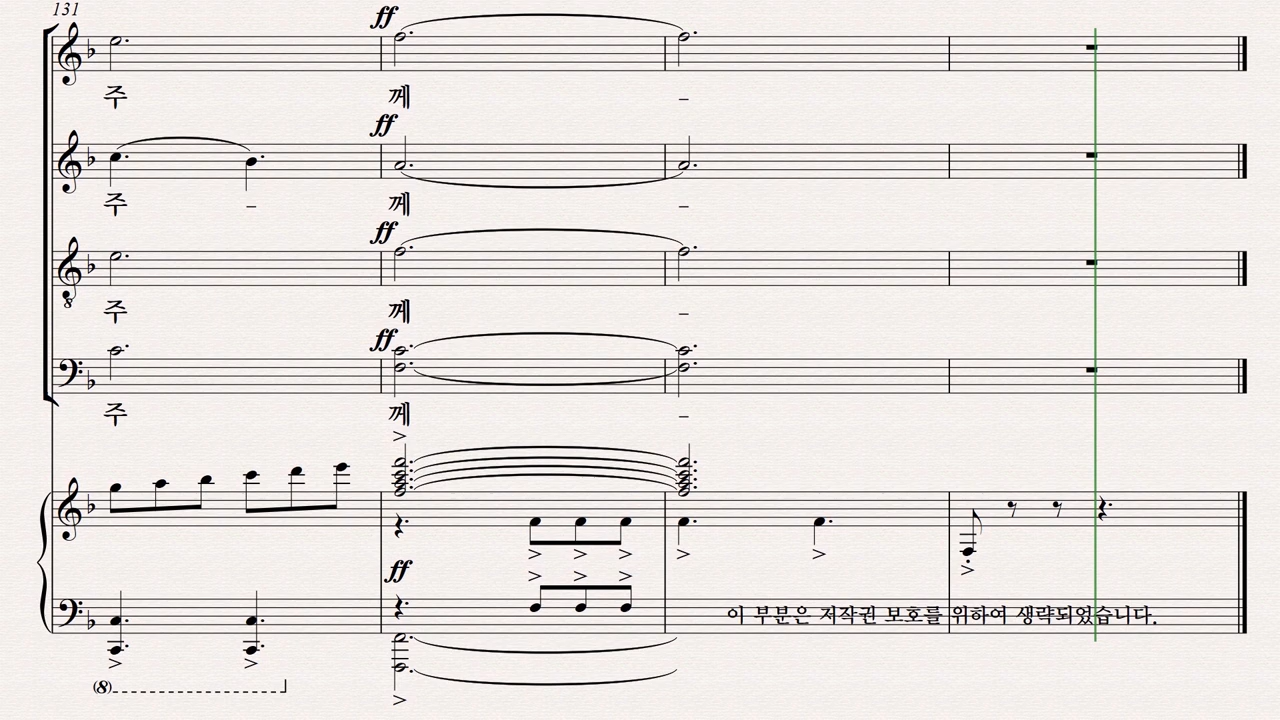 131
ff
주 께 –
ff
주 – 께 –
ff
주 께 –
ff
주 께 –
ff
이 부분은 저작권 보호를 위하여 생략되었습니다.
(8)